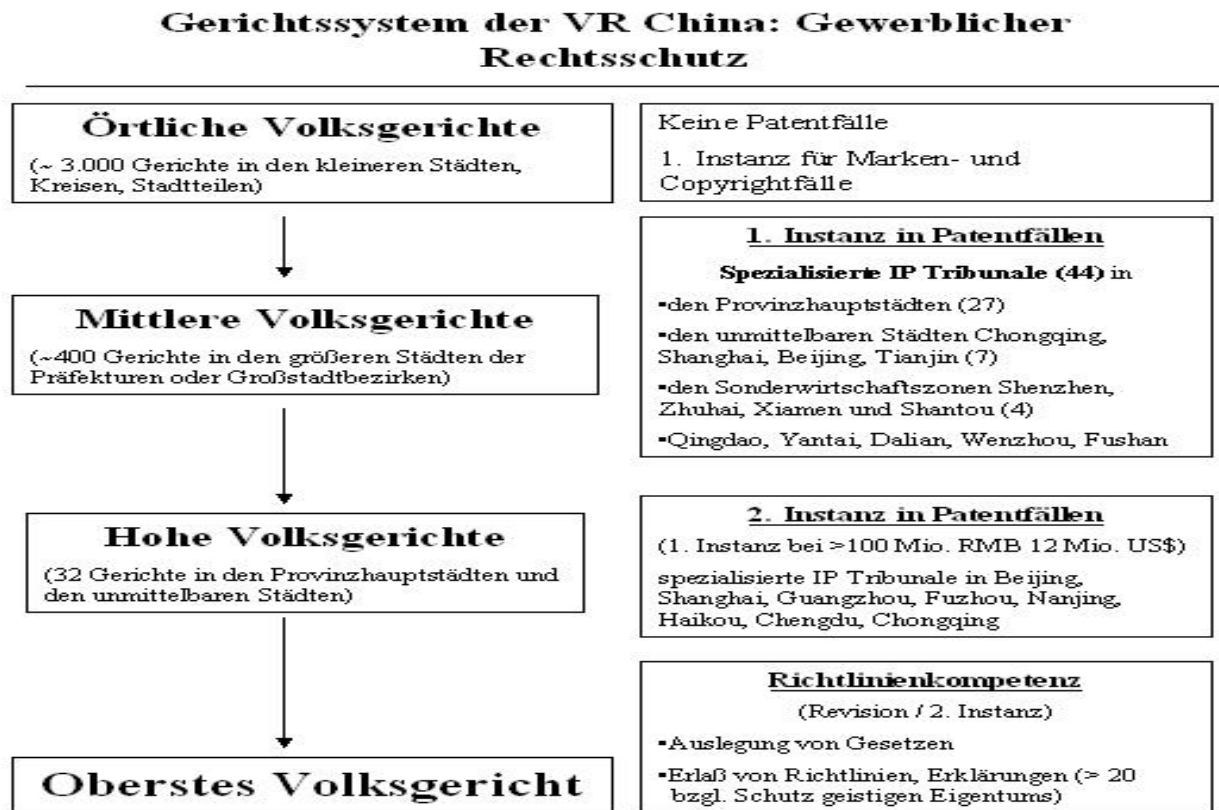 Gerichtssystem der VR China: Gewerblicher
Rechtsschutz
Örtliche Volksgerichte
(~ 3.000 Gerichte in den kleineren Städten,
Kreisen, Stadtteilen)
Keine Patentfälle
1. Instanz für Marken- und
Copyrightfälle
Mittlere Volksgerichte
(~400 Gerichte in den größeren Städten der
Präfekturen oder Großstadtbezirken)
1. Instanz in Patentfällen
Spezialisierte IP Tribunale (44) in
▪den Provinzhauptstädten (27)
▪den unmittelbaren Städten Chongqing,
Shanghai, Beijing, Tianjin (7)
▪den Sonderwirtschaftszonen Shenzhen,
Zhuhai, Xiamen und Shantou (4)
▪Qingdao, Yantai, Dalian, Wenzhou, Fushan
Hohe Volksgerichte
(32 Gerichte in den Provinzhauptstädten und
den unmittelbaren Städten)
2. Instanz in Patentfällen
(1. Instanz bei >100 Mio. RMB 12 Mio. US$)
spezialisierte IP Tribunale in Beijing,
Shanghai, Guangzhou, Fuzhou, Nanjing,
Haikou, Chengdu, Chongqing
Oberstes Volksgericht
Richtlinienkompetenz
(Revision / 2. Instanz)
▪Auslegung von Gesetzen
▪Erlaß von Richtlinien, Erklärungen (> 20
bzgl. Schutz geistigen Eigentums)